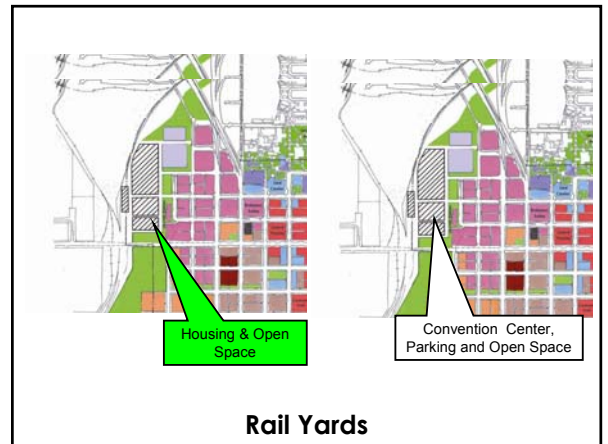 Housing & Open
Space
Convention Center,
Parking and Open Space
Rail Yards